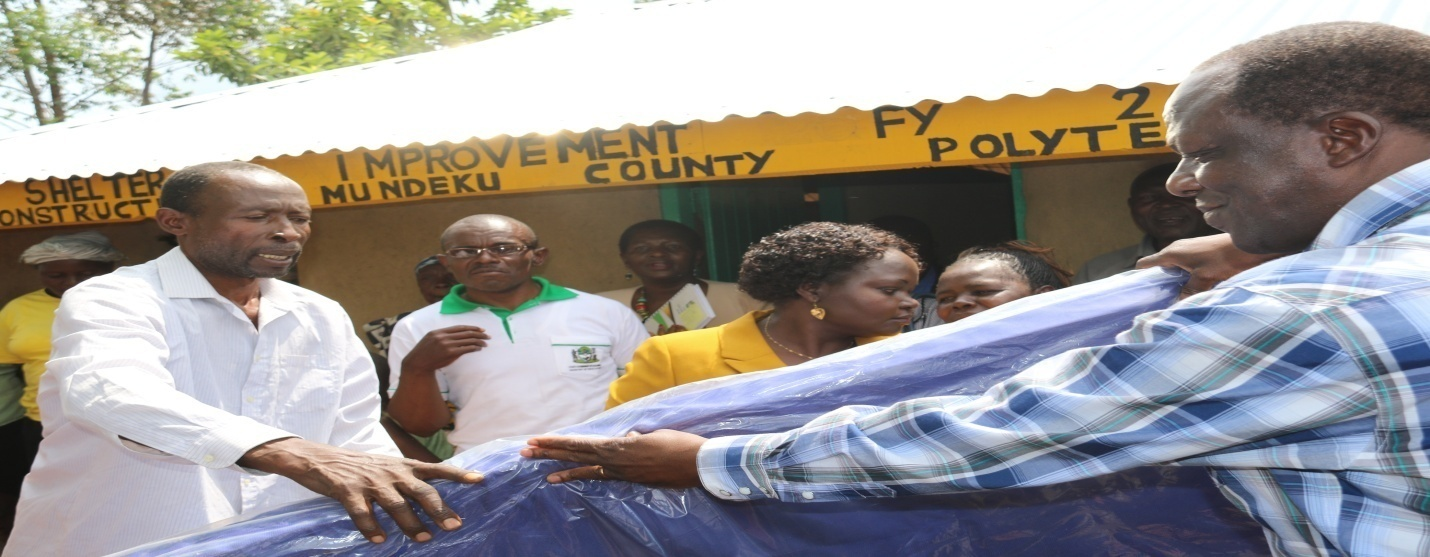 SHELTER IMPROVEMENT FY 2
CONSTRUCT MUNDEKU COUNTY POLYTE